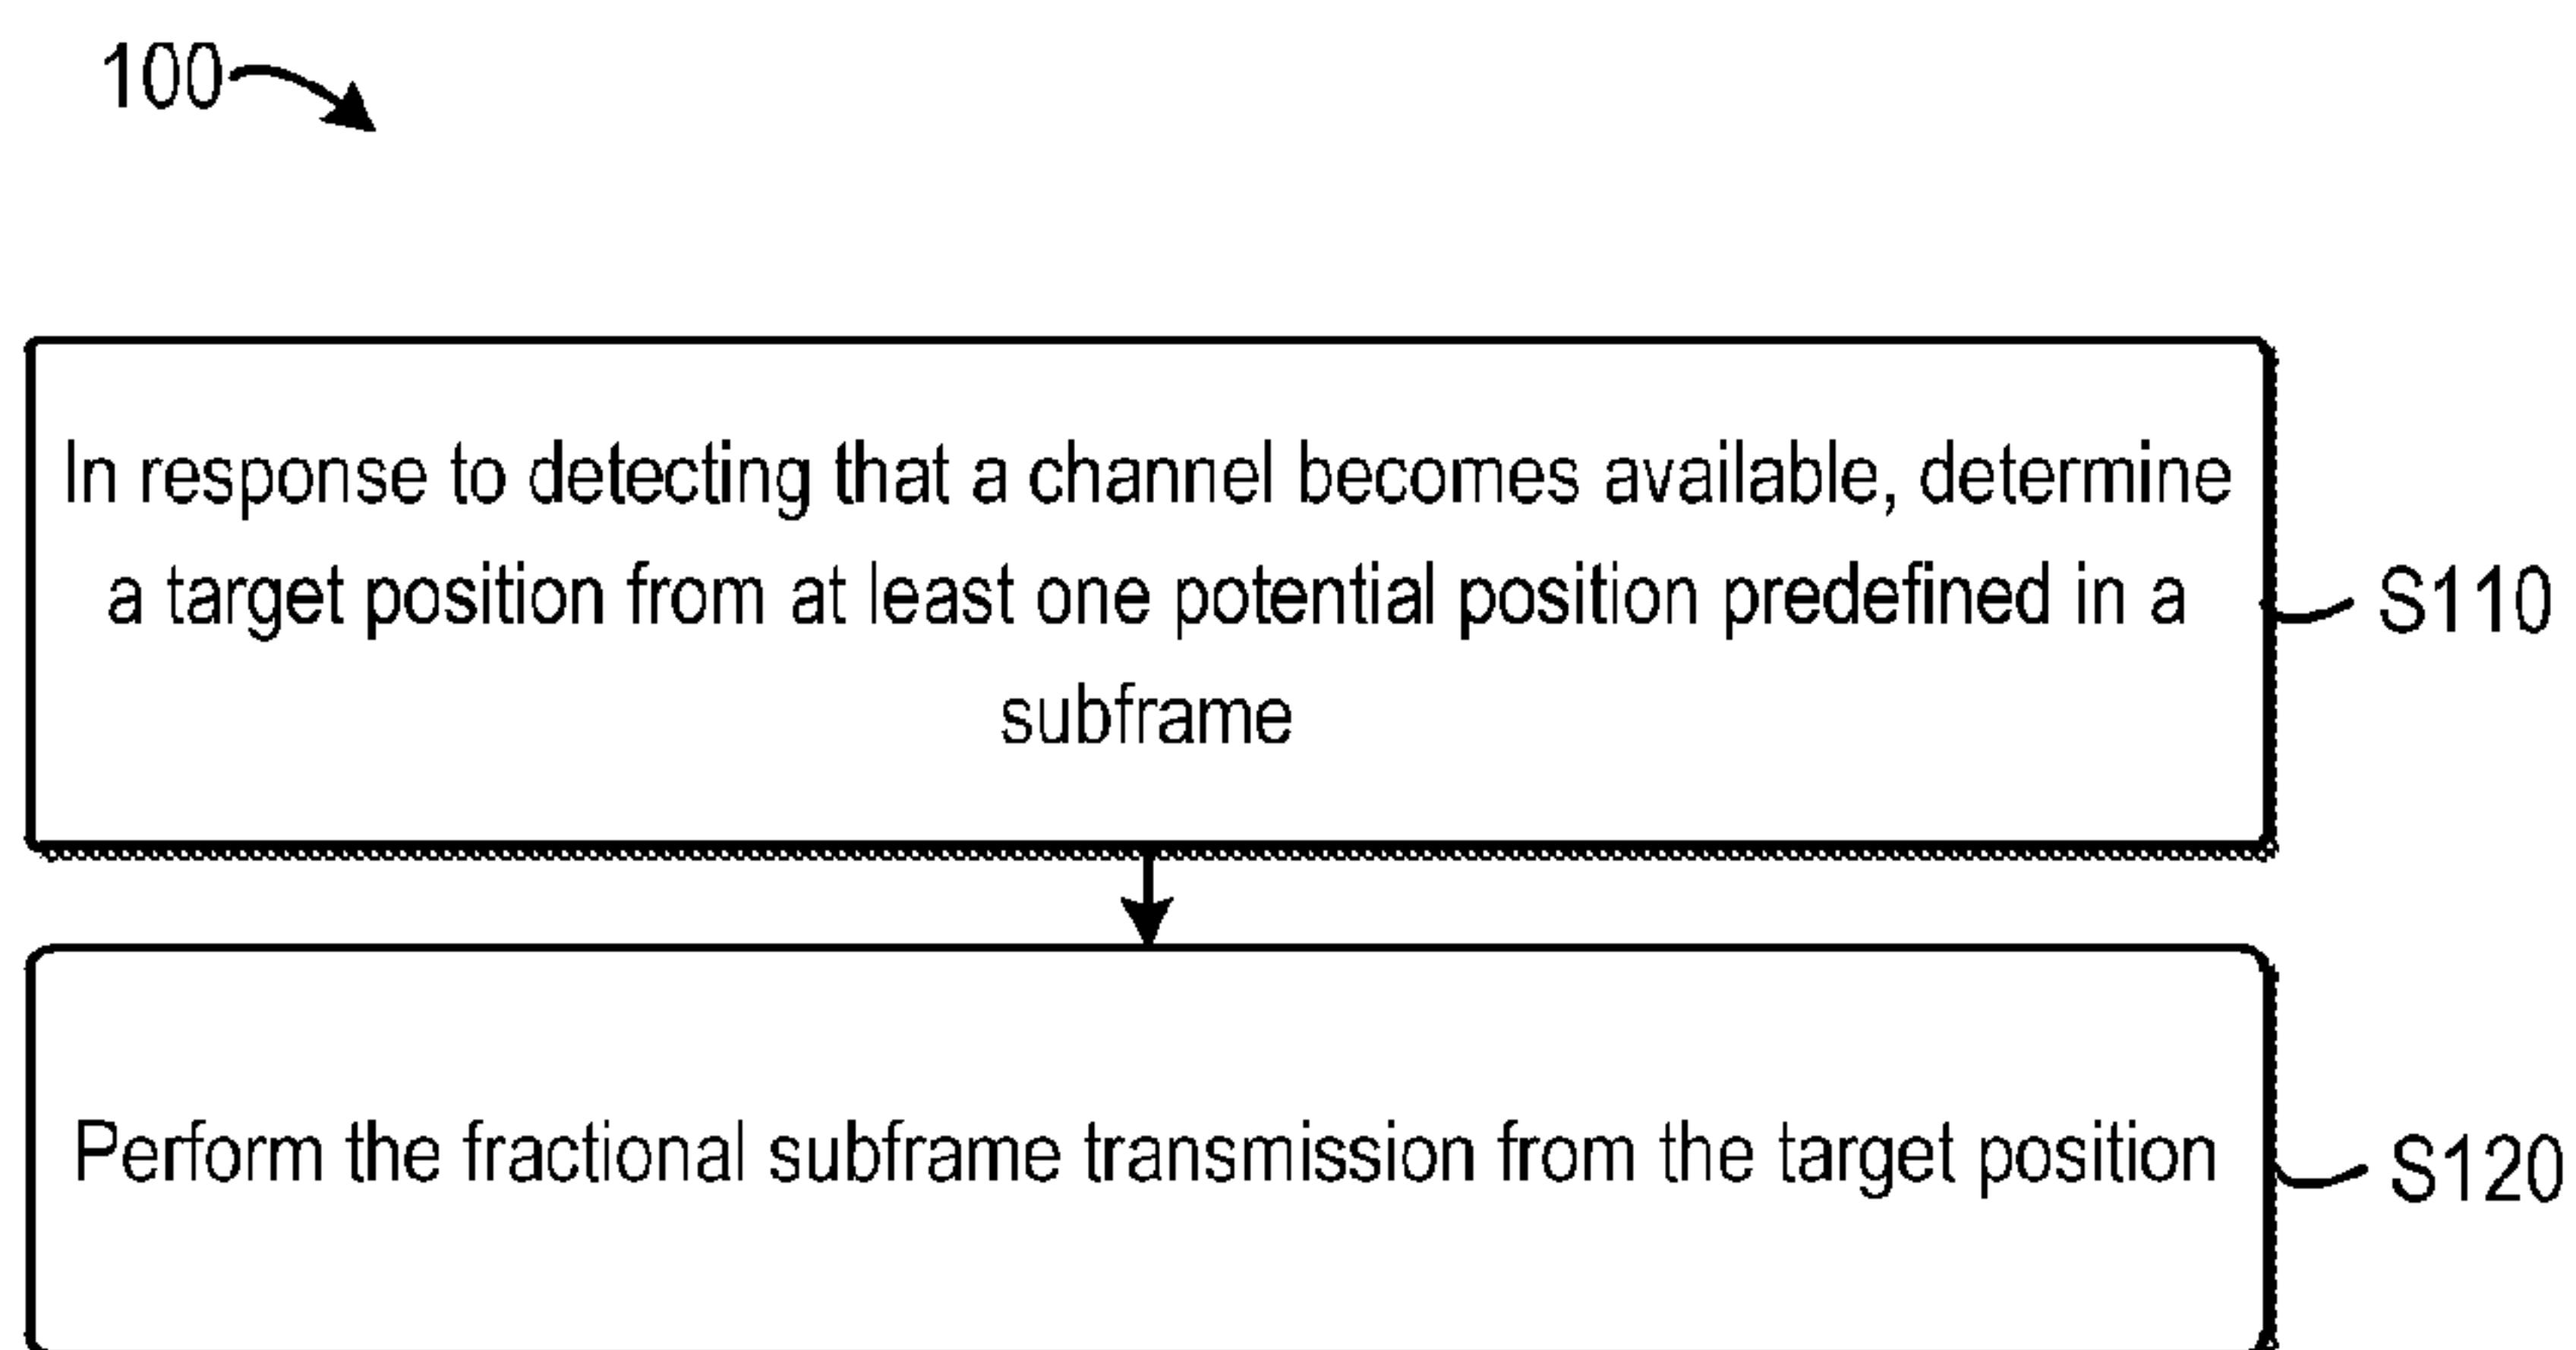 100
In response to detecting that a channel becomes available, determine
a target position from at least one potential position predefined in a
subframe
S110
Perform the fractional subframe transmission from the target position
S120